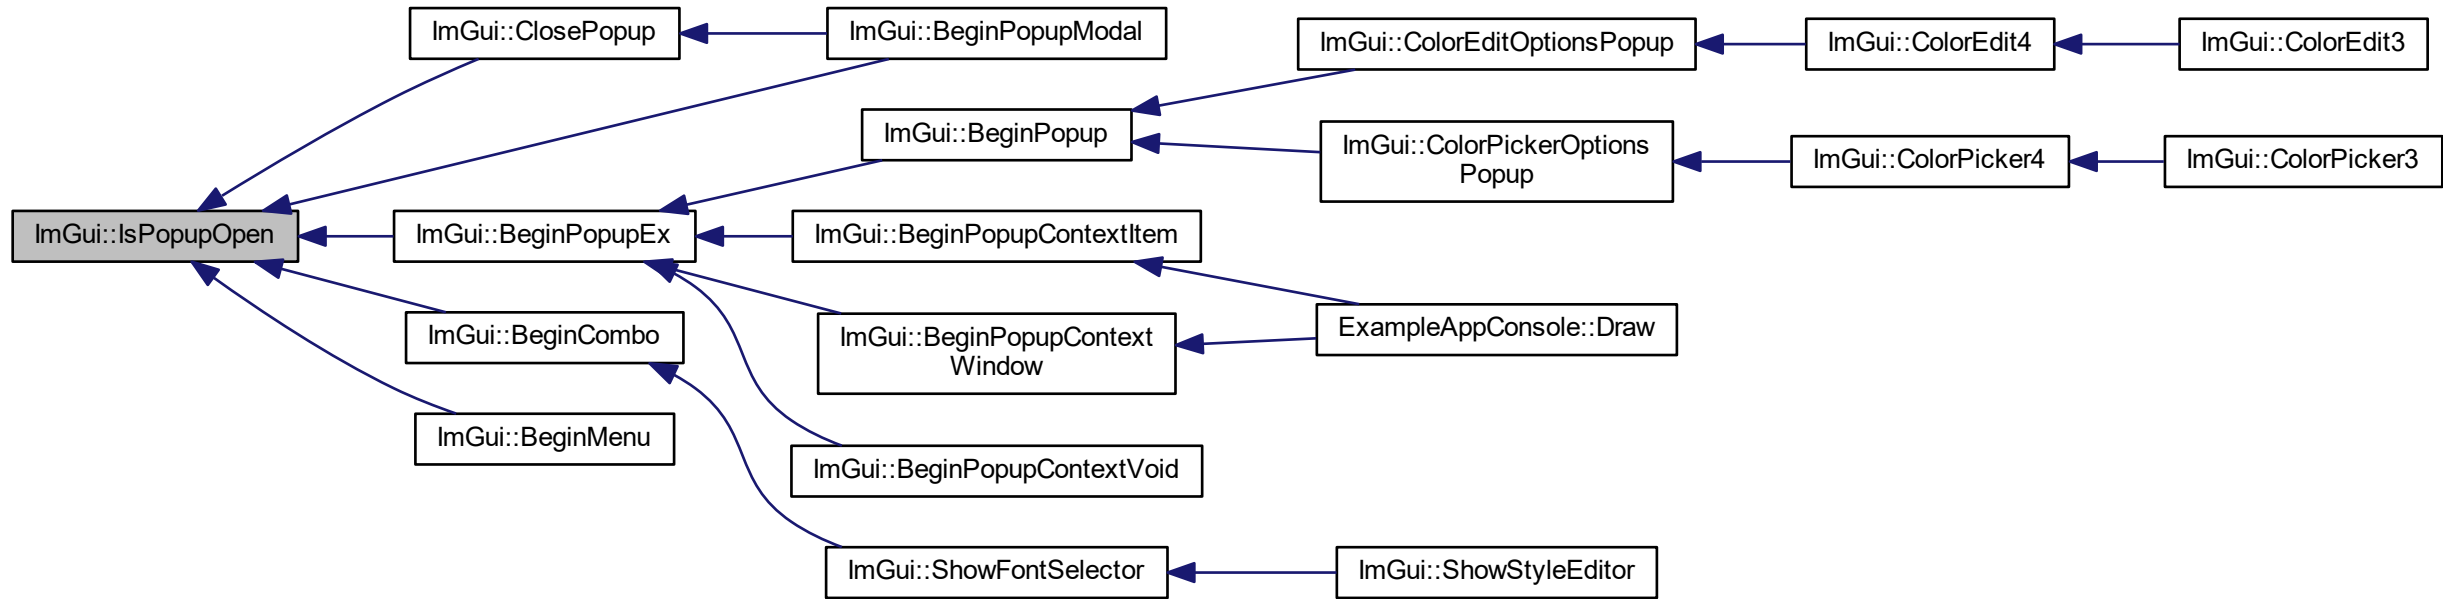 ImGui::ClosePopup
ImGui::BeginPopupModal
ImGui::ColorEditOptionsPopup
ImGui::ColorEdit4
ImGui::ColorEdit3
ImGui::BeginPopup
ImGui::ColorPickerOptions
Popup
ImGui::ColorPicker4
ImGui::ColorPicker3
ImGui::IsPopupOpen
ImGui::BeginPopupEx
ImGui::BeginPopupContextItem
ImGui::BeginCombo
ImGui::BeginPopupContext
Window
ExampleAppConsole::Draw
ImGui::BeginMenu
ImGui::BeginPopupContextVoid
ImGui::ShowFontSelector
ImGui::ShowStyleEditor